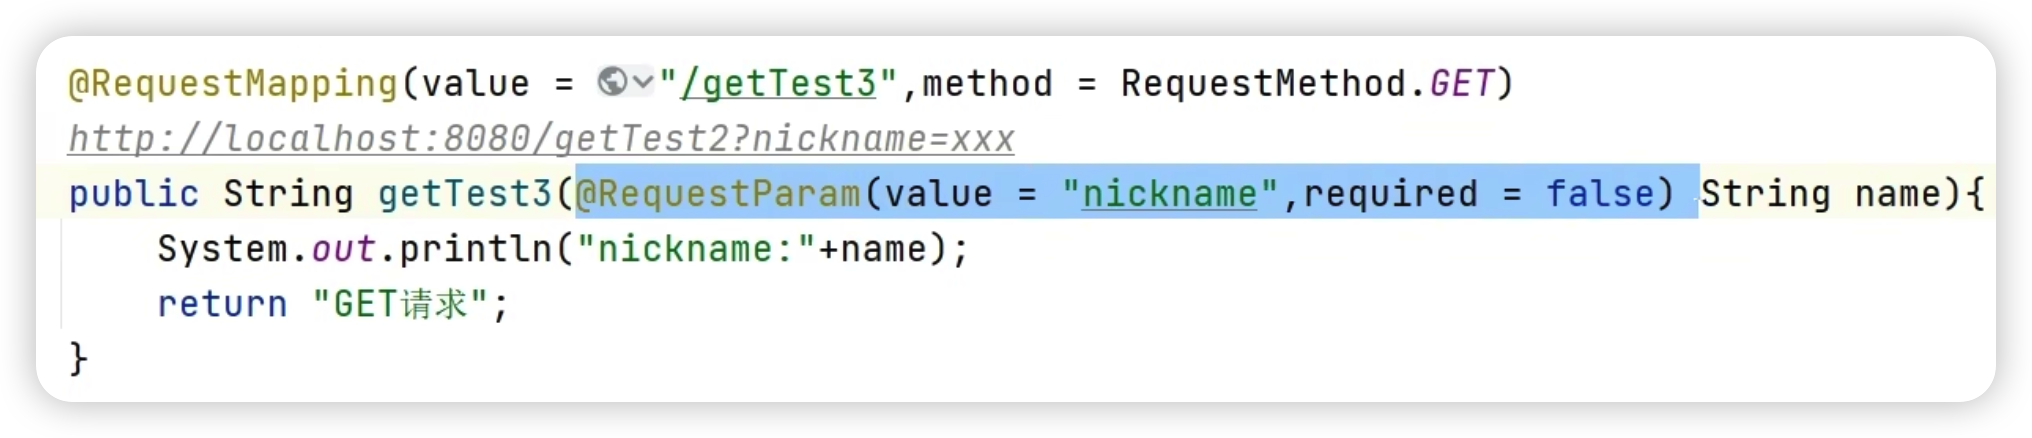 @RequestMapping(value = "/getTest3",method = RequestMethod.GET)
http://localhost:8080/getTest2?nickname=xxx
public String getTest3(@RequestParam(value = "nickname",required = false) String name){
    System.out.println("nickname:"+name);
    return "GET请求";
}